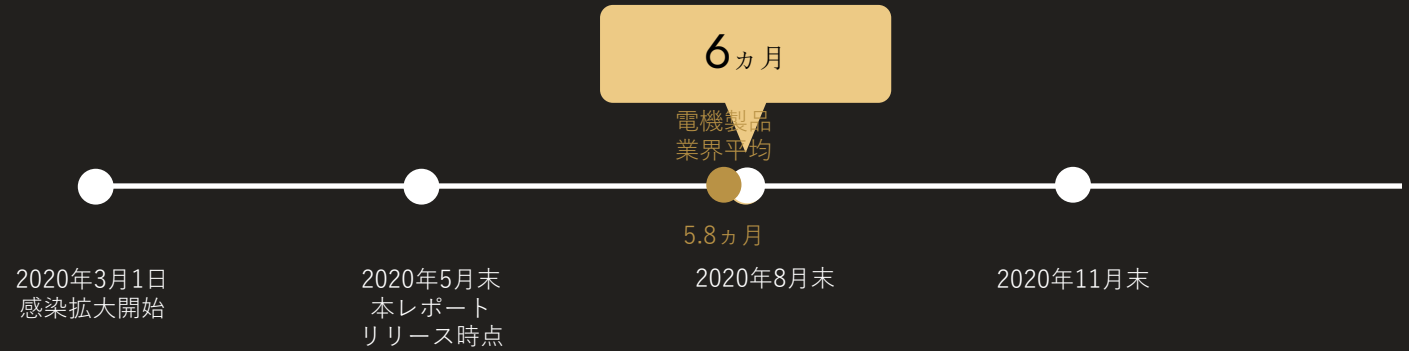 6ヵ月
電機製品
業界平均
5.8ヵ月
2020年3月1日
感染拡大開始
2020年5月末
本レポート
リリース時点
2020年8月末
2020年11月末